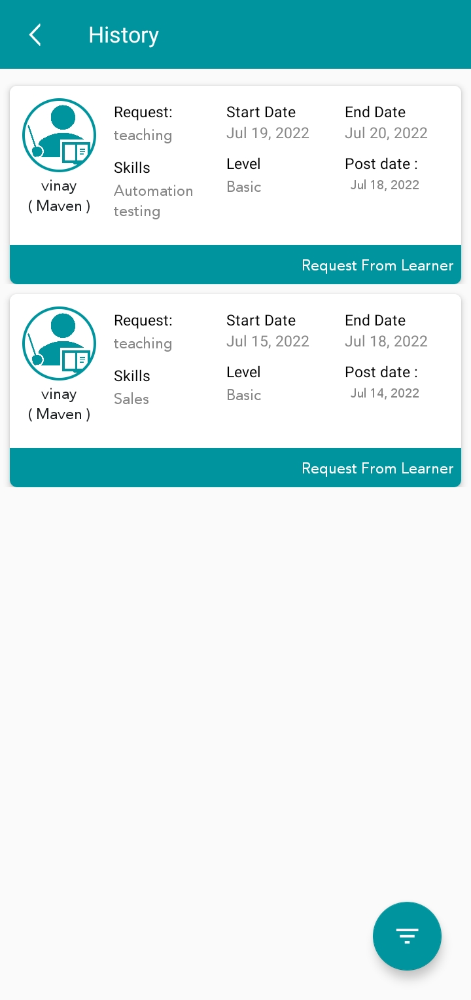 History
Request:
teaching
Start Date
Jul 19, 2022
End Date
Jul 20, 2022
Skills
Automation
testing
Level
Basic
Post date :
Jul 18, 2022
vinay
( Maven )
Request From Learner
Request:
teaching
Start Date
Jul 15, 2022
End Date
Jul 18, 2022
Skills
Sales
Level
Basic
Post date :
Jul 14, 2022
vinay
( Maven )
Request From Learner